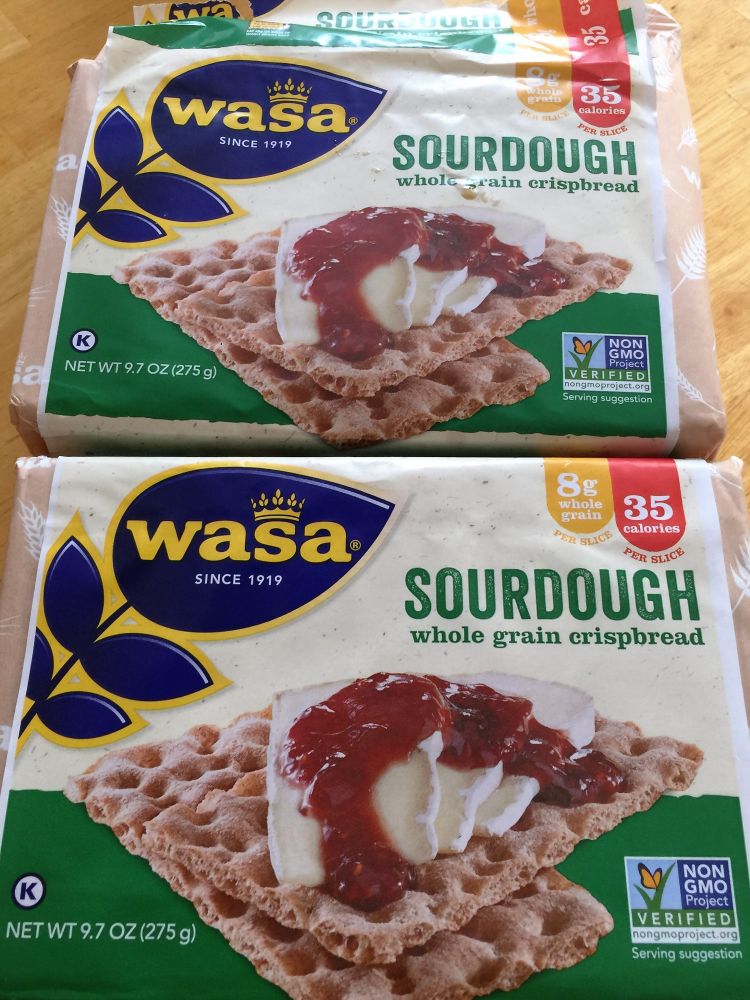 SOURDOUGH
35
wasa®
SINCE 1919
8g
whole
grain
PER SLICE
35
calories
PER SLICE
SOURDOUGH
whole grain crispbread
K
NET WT 9.7 OZ (275 g)
NON
GMO
Project
VERIFIED
nongmoproject.org
Serving suggestion
wasa®
SINCE 1919
8g
whole
grain
PER SLICE
35
calories
PER SLICE
SOURDOUGH
whole grain crispbread
K
NET WT 9.7 OZ (275 g)
NON
GMO
Project
VERIFIED
nongmoproject.org
Serving suggestion